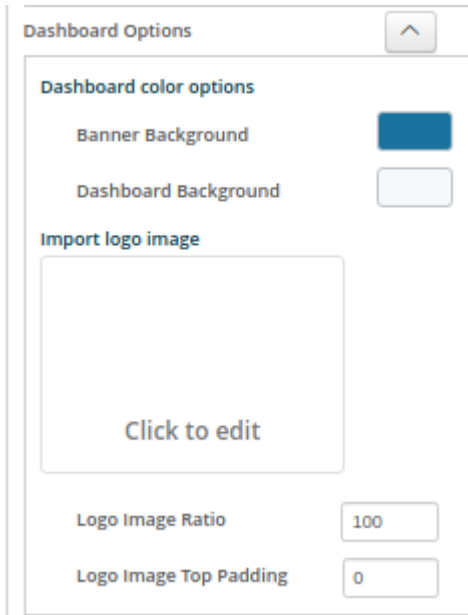 Dashboard Options
Dashboard color options
Banner Background
Dashboard Background
Import logo image
Click to edit
Logo Image Ratio 100
Logo Image Top Padding 0